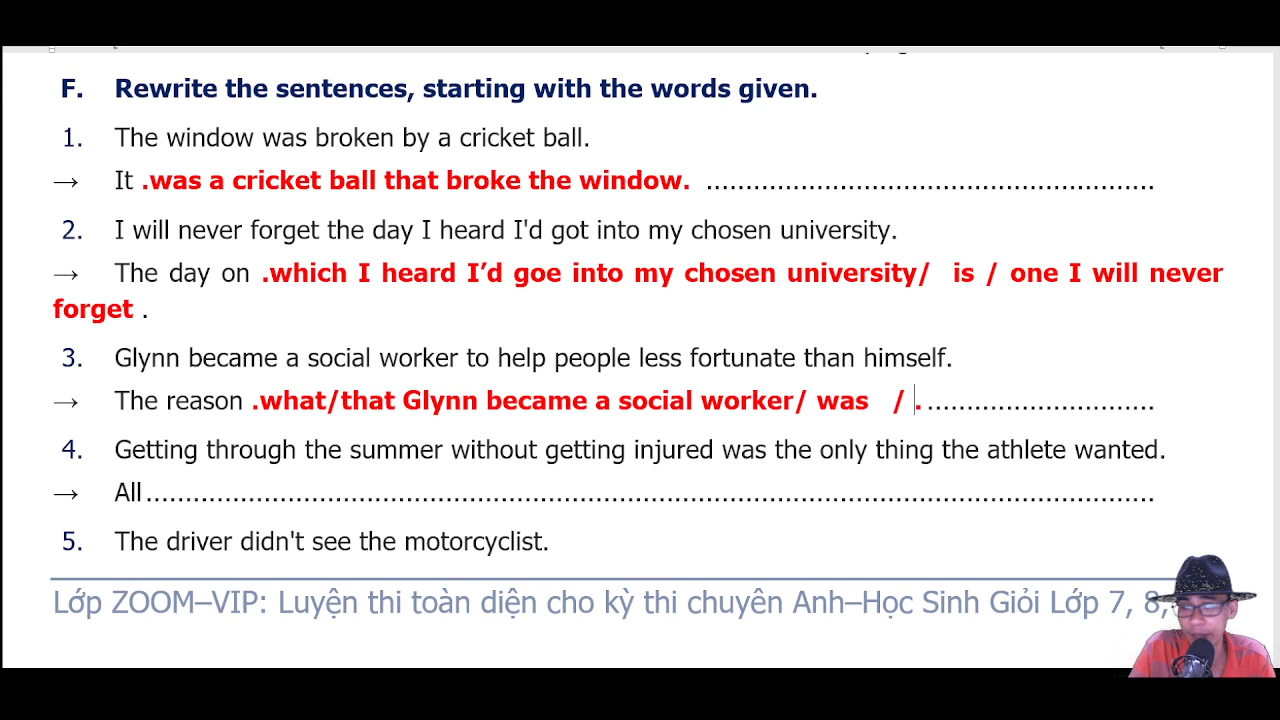 F. Rewrite the sentences, starting with the words given.
1. The window was broken by a cricket ball.
→ It .was a cricket ball that broke the window. ........................................................
2. I will never forget the day I heard I'd got into my chosen university.
→ The day on .which I heard I’d goe into my chosen university/ is / one I will never
forget .
3. Glynn became a social worker to help people less fortunate than himself.
→ The reason .what/that Glynn became a social worker/ was / ..............................
4. Getting through the summer without getting injured was the only thing the athlete wanted.
→ All................................................................................................................................
5. The driver didn't see the motorcyclist.
Lớp ZOOM–VIP: Luyện thi toàn diện cho kỳ thi chuyên Anh–Học Sinh Giỏi Lớp 7, 8,